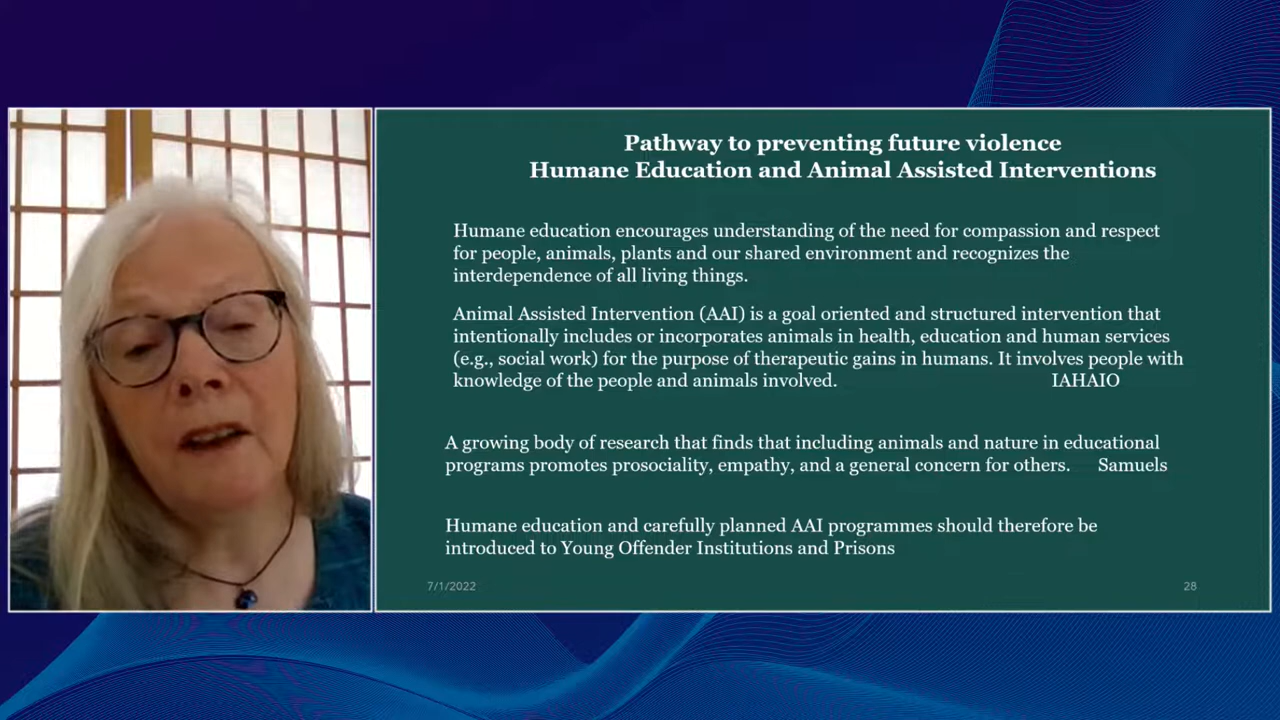 Pathway to preventing future violence
Humane Education and Animal Assisted Interventions
Humane education encourages understanding of the need for compassion and respect
for people, animals, plants and our shared environment and recognizes the
interdependence of all living things.
Animal Assisted Intervention (AAI) is a goal oriented and structured intervention that
intentionally includes or incorporates animals in health, education and human services
(e.g., social work) for the purpose of therapeutic gains in humans. It involves people with
knowledge of the people and animals involved. IAHAIO
A growing body of research that finds that including animals and nature in educational
programs promotes prosociality, empathy, and a general concern for others. Samuels
Humane education and carefully planned AAI programmes should therefore be
introduced to Young Offender Institutions and Prisons
7/1/2022 28